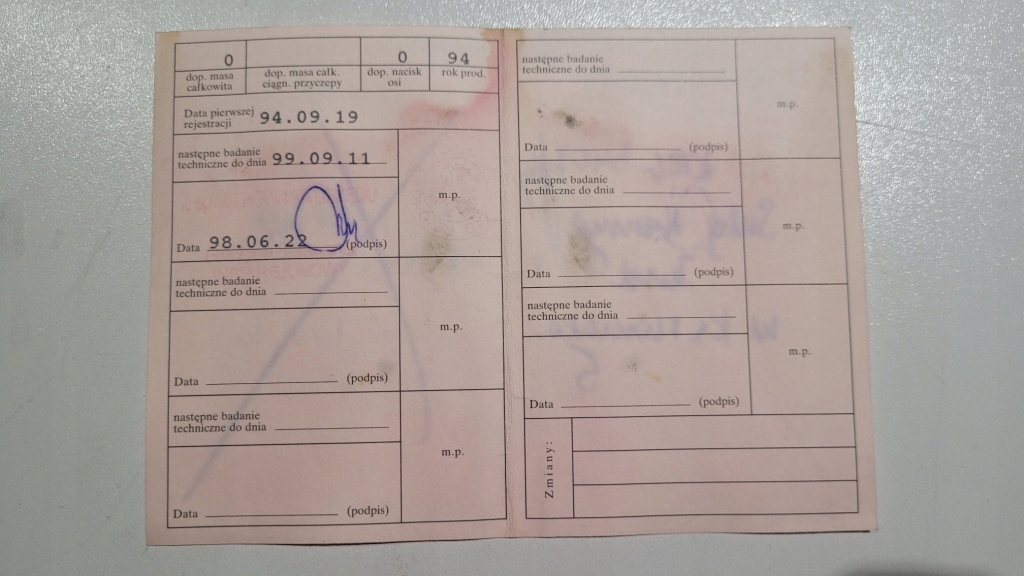 0 0 94
dop. masa całkowita dop. masa całk. ciągn. przyczepy dop. nacisk osi rok prod.
Data pierwszej rejestracji 94.09.19
następne badanie
techniczne do dnia 99.09.11
m.p.
Data 98.06.22 (podpis)
następne badanie
techniczne do dnia
m.p.
Data (podpis)
następne badanie
techniczne do dnia
m.p.
Data (podpis)
następne badanie
techniczne do dnia
m.p.
Data (podpis)
następne badanie
techniczne do dnia
m.p.
Data (podpis)
następne badanie
techniczne do dnia
m.p.
Data (podpis)
Zmiany: